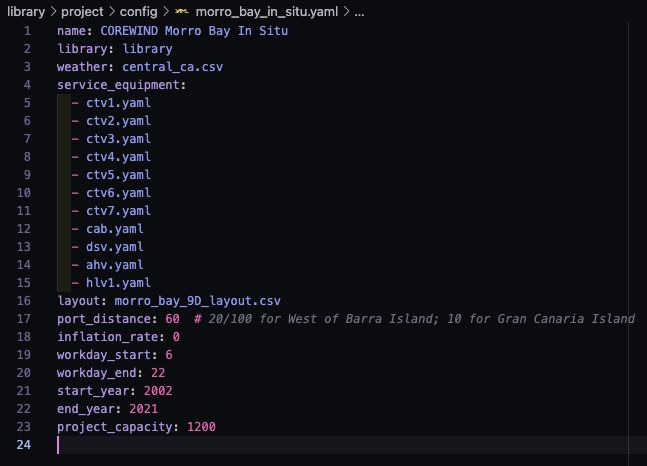 library > project > config > morro_bay_in_situ.yaml > ...
1 name: COREWIND Morro Bay In Situ
2 library: library
3 weather: central_ca.csv
4 service_equipment:
5 - ctv1.yaml
6 - ctv2.yaml
7 - ctv3.yaml
8 - ctv4.yaml
9 - ctv5.yaml
10 - ctv6.yaml
11 - ctv7.yaml
12 - cab.yaml
13 - dsv.yaml
14 - ahv.yaml
15 - hlv1.yaml
16 layout: morro_bay_9D_layout.csv
17 port_distance: 60 # 20/100 for West of Barra Island; 10 for Gran Canaria Island
18 inflation_rate: 0
19 workday_start: 6
20 workday_end: 22
21 start_year: 2002
22 end_year: 2021
23 project_capacity: 1200
24